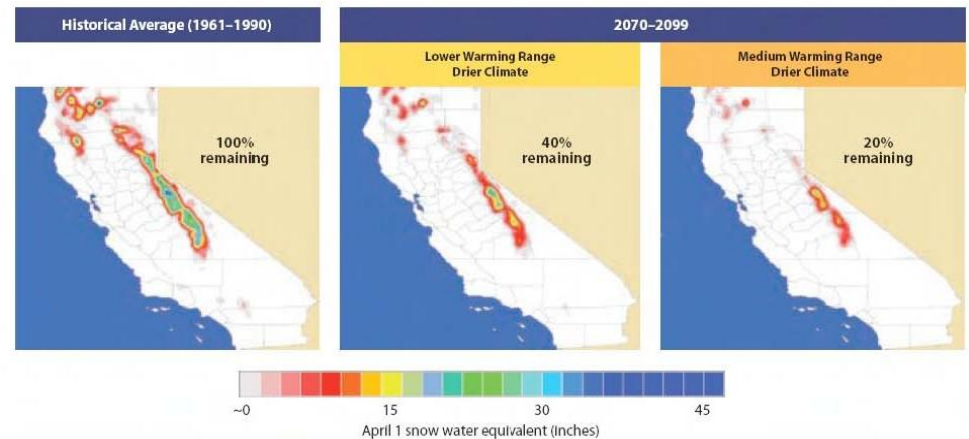 Historical Average (1961–1990)
2070–2099
Lower Warming Range
Drier Climate
Medium Warming Range
Drier Climate
100%
remaining
40%
remaining
20%
remaining
~0
15
30
45
April 1 snow water equivalent (inches)